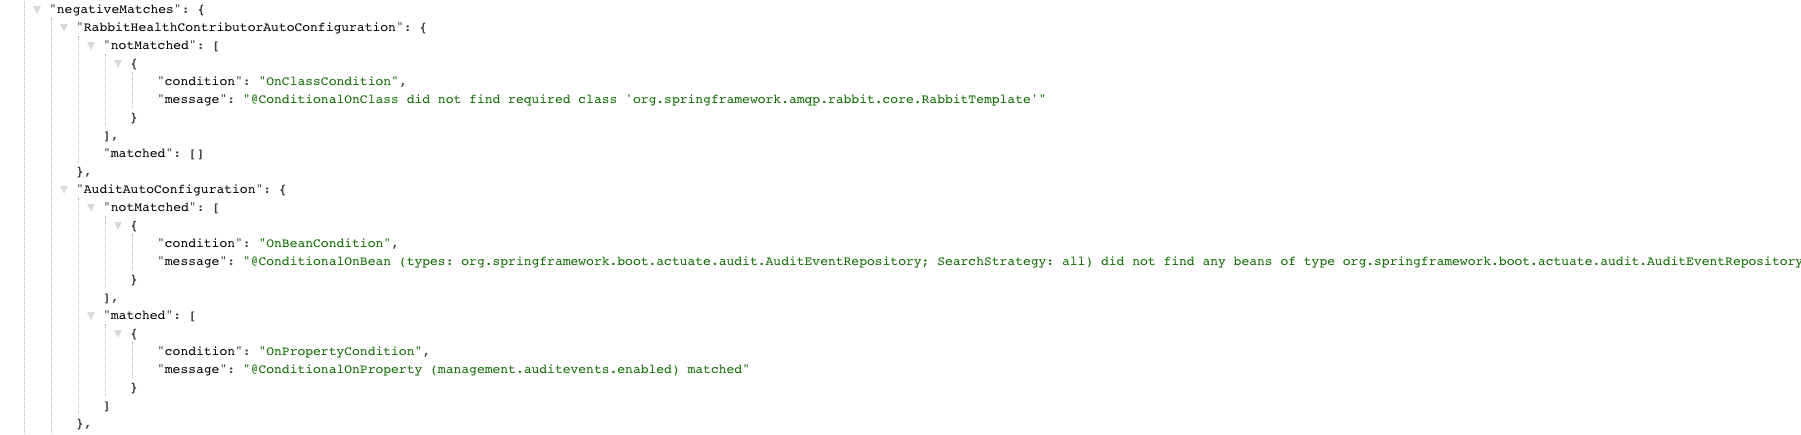 "negativeMatches": {
"RabbitHealthContributorAutoConfiguration": {
"notMatched": [
{
"condition": "OnClassCondition",
"message": "@ConditionalOnClass did not find required class 'org.springframework.amqp.rabbit.core.RabbitTemplate'"
}
],
"matched": []
},
"AuditAutoConfiguration": {
"notMatched": [
{
"condition": "OnBeanCondition",
"message": "@ConditionalOnBean (types: org.springframework.boot.actuate.audit.AuditEventRepository; SearchStrategy: all) did not find any beans of type org.springframework.boot.actuate.audit.AuditEventRepository
}
],
"matched": [
{
"condition": "OnPropertyCondition",
"message": "@ConditionalOnProperty (management.auditevents.enabled) matched"
}
]
},